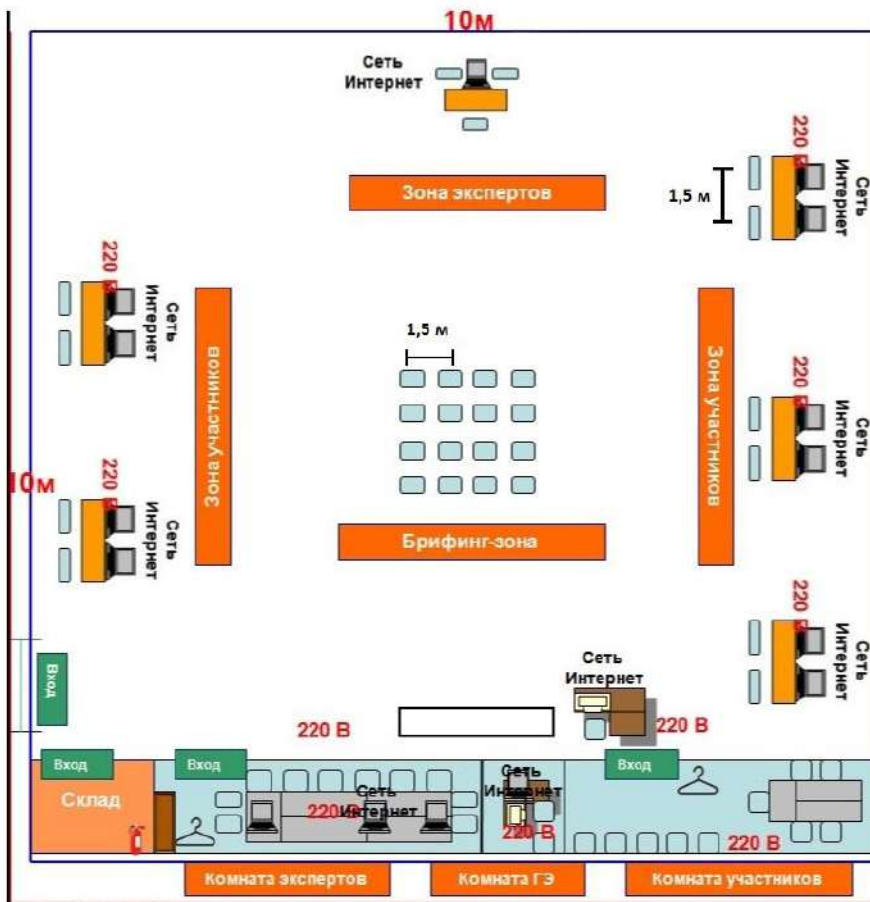 10м
Сеть
Интернет
Зона экспертов
220 В
Сеть
Интернет
1,5 м
220 В
Сеть
Интернет
Зона участников
1,5 м
Зона участников
220 В
Сеть
Интернет
10м
220 В
Сеть
Интернет
Брифинг-зона
220 В
Сеть
Интернет
Вход
Сеть
Интернет
220 В
220 В
Вход
Вход
Вход
Склад
Сеть
Интернет
220 В
Сеть
Интернет
220 В
220 В
Комната экспертов
Комната ГЭ
Комната участников